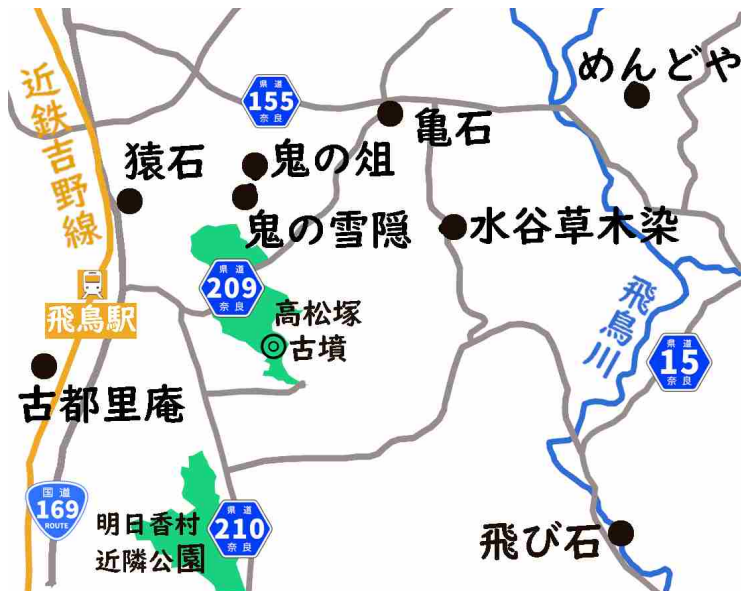 めんどや
近鉄吉野線
県道
155
奈良
亀石
猿石
鬼の俎
鬼の雪隠
水谷草木染
県道
209
奈良
飛鳥川
飛鳥駅
高松塚
古墳
県道
15
奈良
古都里庵
国道
169
ROUTE
明日香村
近隣公園
県道
210
奈良
飛び石